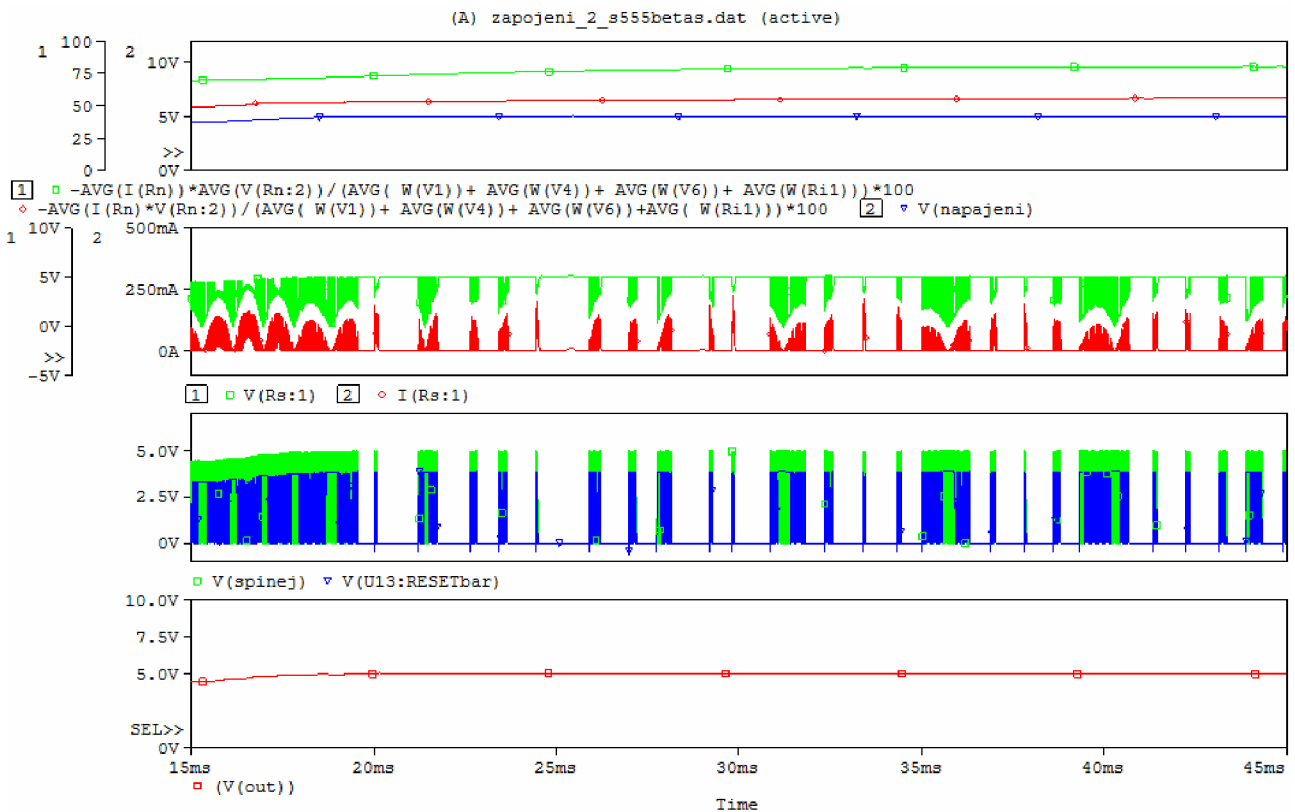 (A) zapojeni_2_s555betas.dat (active)
1 100 2 10V
75
50 5V
25
>>
0 0V
1 -AVG(I(Rn))*AVG(V(Rn:2))/(AVG( W(V1))+ AVG(W(V4))+ AVG(W(V6))+ AVG(W(Ri1)))*100
-AVG(I(Rn)*V(Rn:2))/(AVG( W(V1))+ AVG(W(V4))+ AVG(W(V6))+AVG( W(Ri1)))*100 2 V(napajeni)
1 10V 2 500mA
5V
250mA
0V
>> 0A
-5V
1 V(Rs:1) 2 I(Rs:1)
5.0V
2.5V
0V
V(spinej) V(U13:RESETbar)
10.0V
7.5V
5.0V
SEL>>
0V
15ms 20ms 25ms 30ms 35ms 40ms 45ms
(V(out))
Time